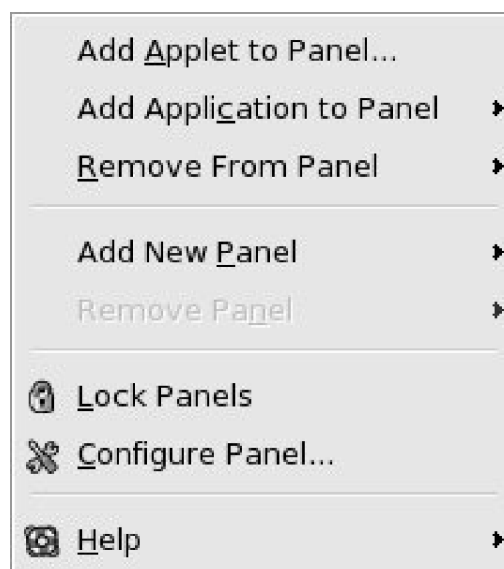 Add Applet to Panel...
Add Application to Panel
Remove From Panel
Add New Panel
Remove Panel
Lock Panels
Configure Panel...
Help